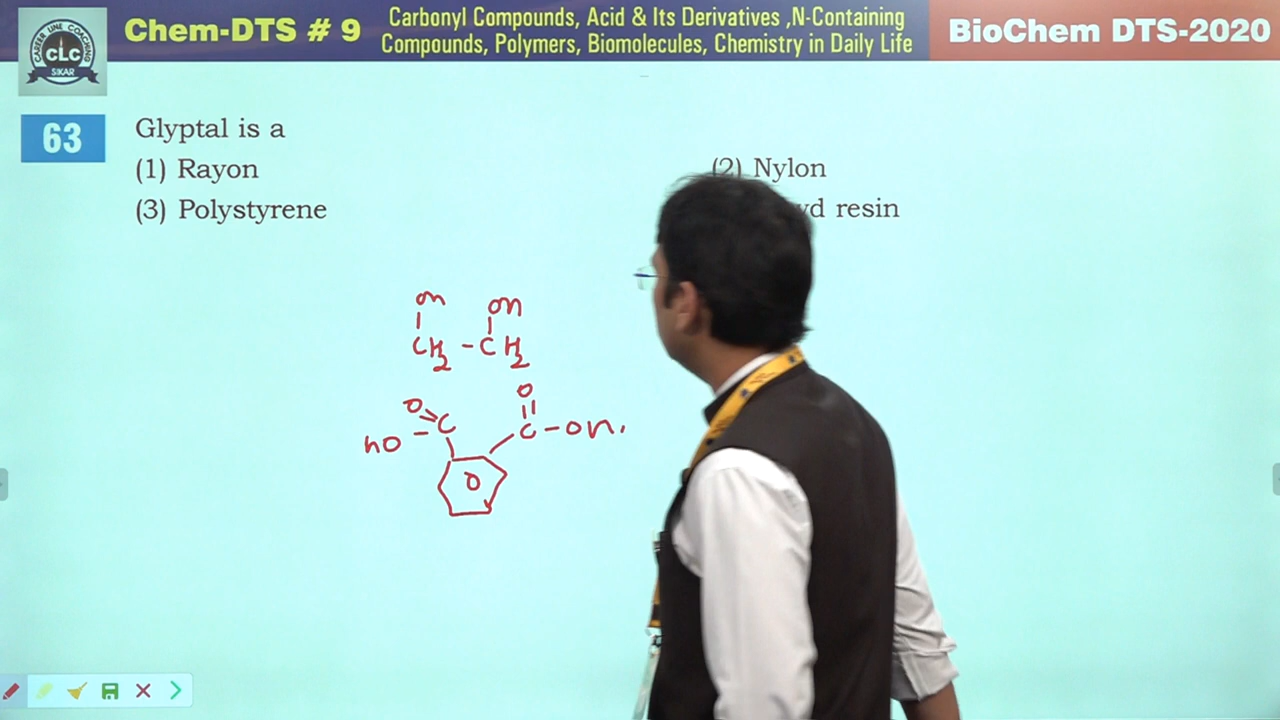 CAREER LINE COACHING
CLC
SIKAR
Chem-DTS # 9
Carbonyl Compounds, Acid & Its Derivatives ,N-Containing
Compounds, Polymers, Biomolecules, Chemistry in Daily Life
BioChem DTS-2020
63
Glyptal is a
(1) Rayon
(2) Nylon
(3) Polystyrene
resin
OH
OH
CH2 - CH2
O
O
C
HO
C - OH